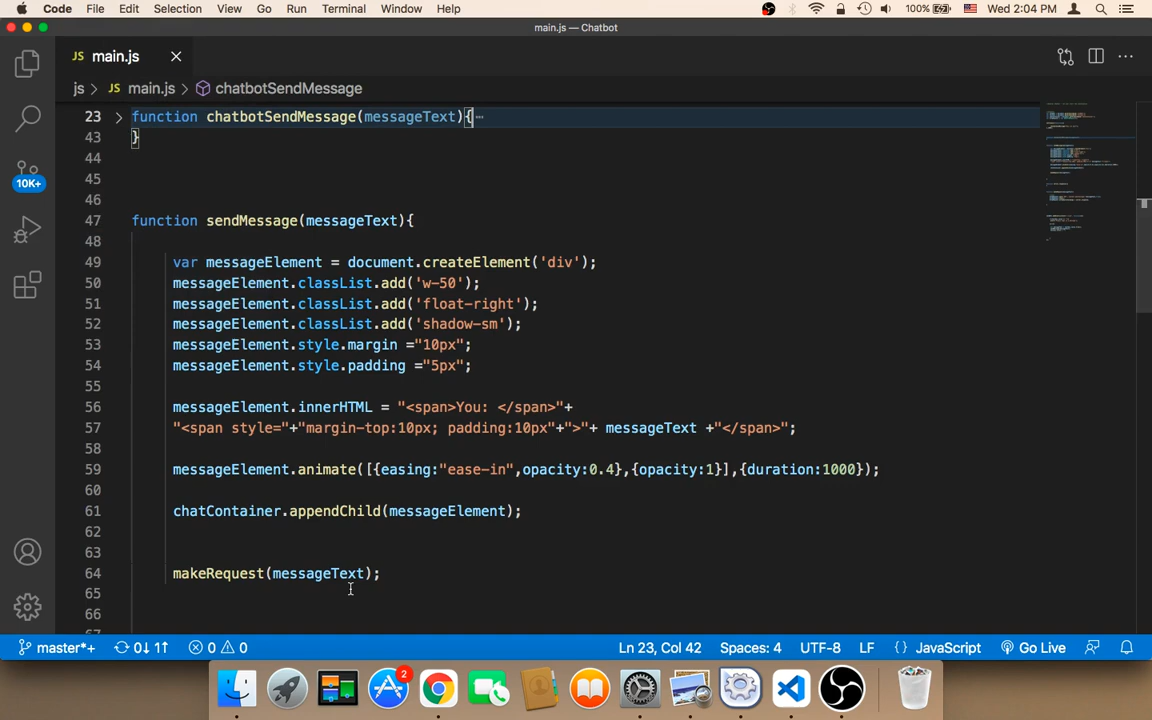 Code File Edit Selection View Go Run Terminal Window Help 100% Wed 2:04 PM
main.js — Chatbot
JS main.js
js > JS main.js > chatbotSendMessage
23 function chatbotSendMessage(messageText){
43 }
44
45
46
47 function sendMessage(messageText){
48
49 var messageElement = document.createElement('div');
50 messageElement.classList.add('w-50');
51 messageElement.classList.add('float-right');
52 messageElement.classList.add('shadow-sm');
53 messageElement.style.margin ="10px";
54 messageElement.style.padding ="5px";
55
56 messageElement.innerHTML = "<span>You: </span>"+
57 "<span style="+"margin-top:10px; padding:10px"+">"+ messageText +"</span>";
58
59 messageElement.animate([{easing:"ease-in",opacity:0.4},{opacity:1}],{duration:1000});
60
61 chatContainer.appendChild(messageElement);
62
63
64 makeRequest(messageText);
65
66
10K+
master*+ 0↓ 1↑ 0 0 Ln 23, Col 42 Spaces: 4 UTF-8 LF {} JavaScript Go Live
2